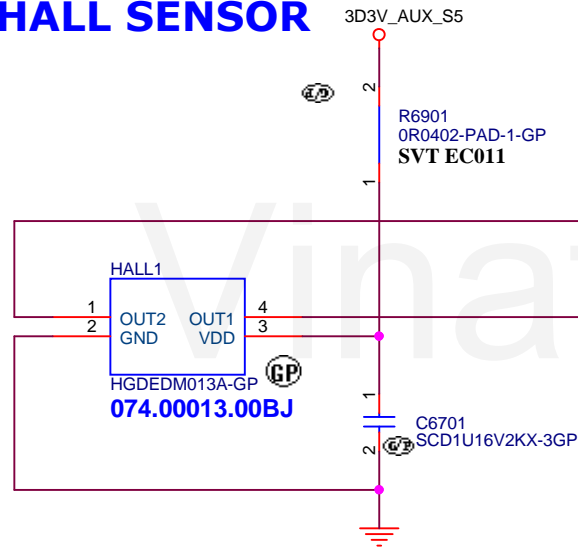 HALL SENSOR
3D3V_AUX_S5
2
G/P
R6901
0R0402-PAD-1-GP
SVT EC011
1
Vina
HALL1
1 OUT2 OUT1 4
2 GND VDD 3
HGDEDM013A-GP
GP
074.00013.00BJ
1
C6701
2 G/P SCD1U16V2KX-3GP